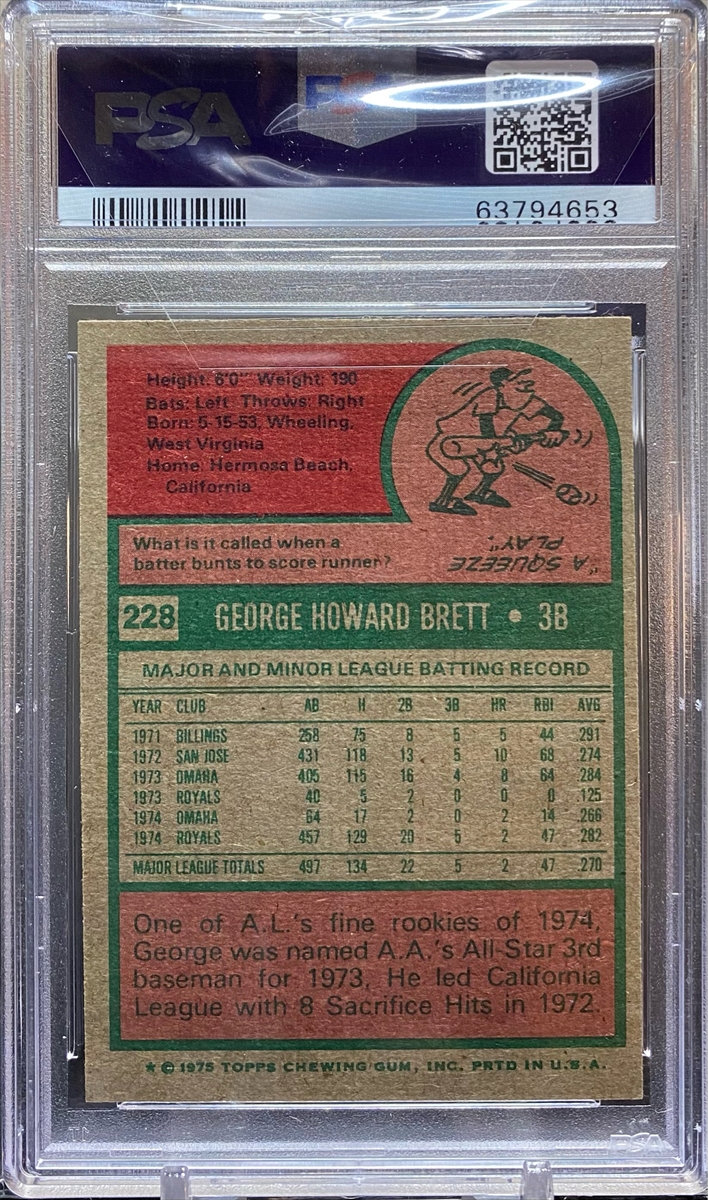 PSA
PSA
63794653
Height: 6'0" Weight: 190
Bats: Left Throws: Right
Born: 5-15-53, Wheeling,
West Virginia
Home: Hermosa Beach,
California
What is it called when a
batter bunts to score runner?
"A SQUEEZE
PLAY".
228 GEORGE HOWARD BRETT • 3B
MAJOR AND MINOR LEAGUE BATTING RECORD
YEAR CLUB AB H 2B 3B HR RBI AVG
1971 BILLINGS 258 75 8 5 5 44 .291
1972 SAN JOSE 431 118 13 5 10 68 .274
1973 OMAHA 405 115 16 4 8 64 .284
1973 ROYALS 40 5 2 0 0 0 .125
1974 OMAHA 64 17 2 0 2 14 .266
1974 ROYALS 457 129 20 5 2 47 .282
MAJOR LEAGUE TOTALS 497 134 22 5 2 47 .270
One of A.L.'s fine rookies of 1974,
George was named A.A.'s All-Star 3rd
baseman for 1973, He led California
League with 8 Sacrifice Hits in 1972.
★ © 1975 TOPPS CHEWING GUM, INC. PRTD IN U.S.A.
PSA